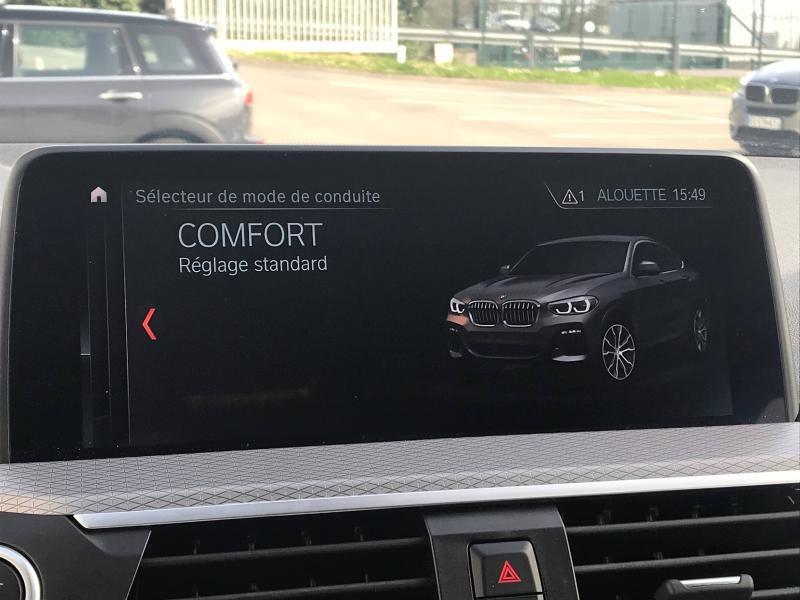 Sélecteur de mode de conduite
1 ALOUETTE 15:49
COMFORT
Réglage standard